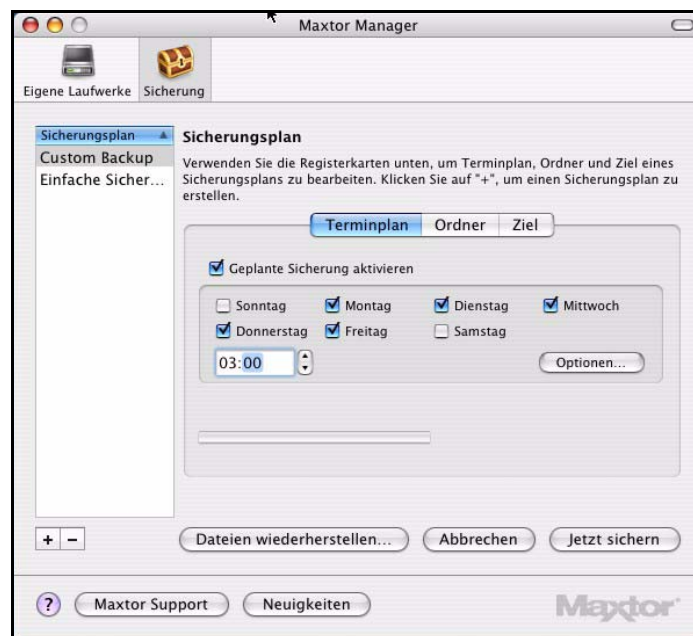 Maxtor Manager
Eigene Laufwerke
Sicherung
Sicherungsplan
Custom Backup
Einfache Sicher...
Sicherungsplan
Verwenden Sie die Registerkarten unten, um Terminplan, Ordner und Ziel eines
Sicherungsplans zu bearbeiten. Klicken Sie auf "+", um einen Sicherungsplan zu
erstellen.
Terminplan Ordner Ziel
Geplante Sicherung aktivieren
Sonntag Montag Dienstag Mittwoch
Donnerstag Freitag Samstag
03:00
Optionen...
+ −
Dateien wiederherstellen... Abbrechen Jetzt sichern
? Maxtor Support Neuigkeiten
Maxtor